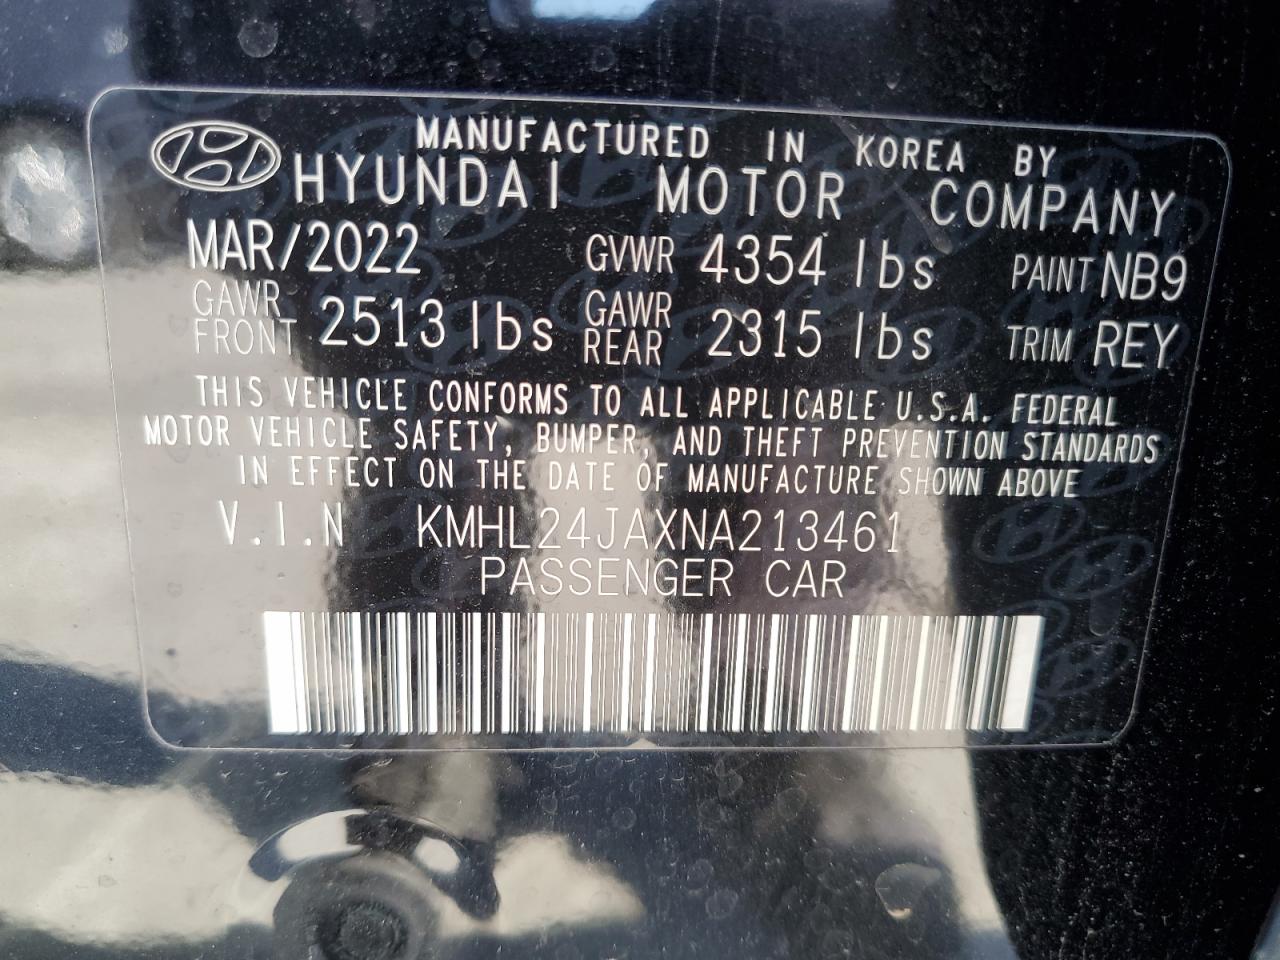 MANUFACTURED IN KOREA BY
HYUNDAI MOTOR COMPANY
MAR/2022 GVWR 4354 lbs PAINT NB9
GAWR FRONT 2513 lbs GAWR REAR 2315 lbs TRIM REY
THIS VEHICLE CONFORMS TO ALL APPLICABLE U.S.A. FEDERAL
MOTOR VEHICLE SAFETY, BUMPER, AND THEFT PREVENTION STANDARDS
IN EFFECT ON THE DATE OF MANUFACTURE SHOWN ABOVE
V.I.N KMHL24JAXNA213461
PASSENGER CAR